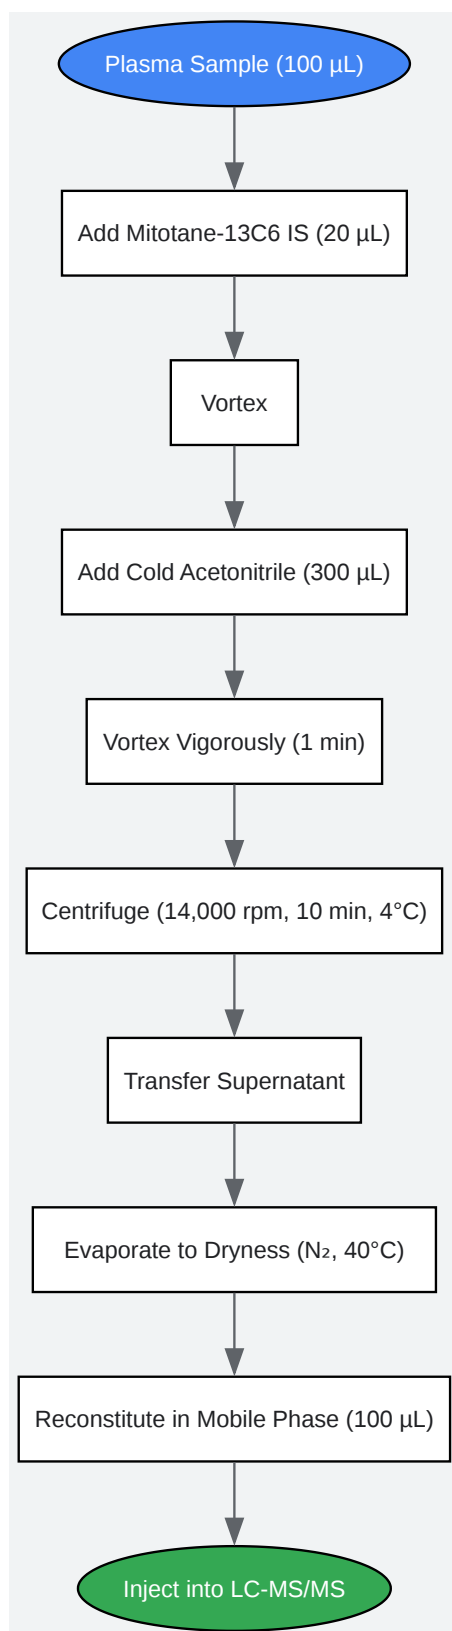 Plasma Sample (100 µL)
Add Mitotane-13C6 IS (20 µL)
Vortex
Add Cold Acetonitrile (300 µL)
Vortex Vigorously (1 min)
Centrifuge (14,000 rpm, 10 min, 4°C)
Transfer Supernatant
Evaporate to Dryness (N₂, 40°C)
Reconstitute in Mobile Phase (100 µL)
Inject into LC-MS/MS